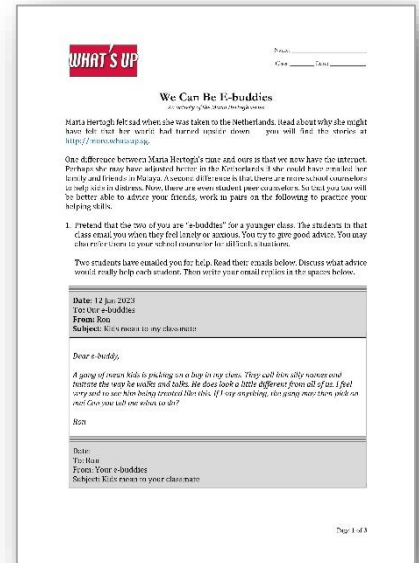 WHAT'S UP
Name:
Class: Date:
We Can Be E-buddies
An activity of the Maria Hertogh series
Maria Hertogh felt sad when she was taken to the Netherlands. Read about why she might
have felt that her world had turned upside down you will find the stories at
http://more.whatsup.sg.
One difference between Maria Hertogh's time and ours is that we now have the internet.
Perhaps she may have adjusted better in the Netherlands if she could have emailed her
family and friends in Malaya. A second difference is that there are more school counselors
to help kids in distress. Now, there are even student peer counselors. So that you too will
be better able to advise your friends, work in pairs on the following to practice your
helping skills.
1. Pretend that the two of you are "e-buddies" for a younger class. The students in that
class email you when they feel lonely or anxious. You try to give good advice. You may
also refer them to your school counselor for difficult situations.
Two students have emailed you for help. Read their emails below. Discuss what advice
would really help each student. Then write your email replies in the spaces below.
Date: 12 Jan 2023
To: Our e-buddies
From: Ron
Subject: Kids mean to my classmate
Dear e-buddy,
A gang of mean kids is picking on a boy in my class. They call him silly names and
imitate the way he walks and talks. He does look a little different from all of us. I feel
very sad to see him being treated like this. If I say anything, the gang may then pick on
me! Can you tell me what to do?
Ron
Date:
To: Ron
From: Your e-buddies
Subject: Kids mean to your classmate
Page 1 of 3